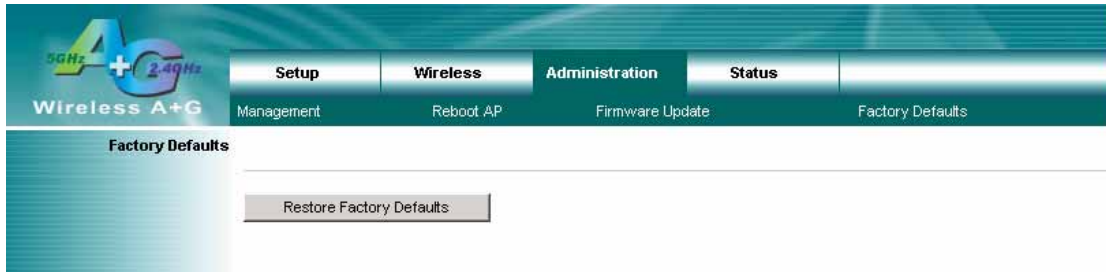 5GHz A+G 2.4GHz
Wireless A+G
Setup Wireless Administration Status
Management Reboot AP Firmware Update Factory Defaults
Factory Defaults
Restore Factory Defaults